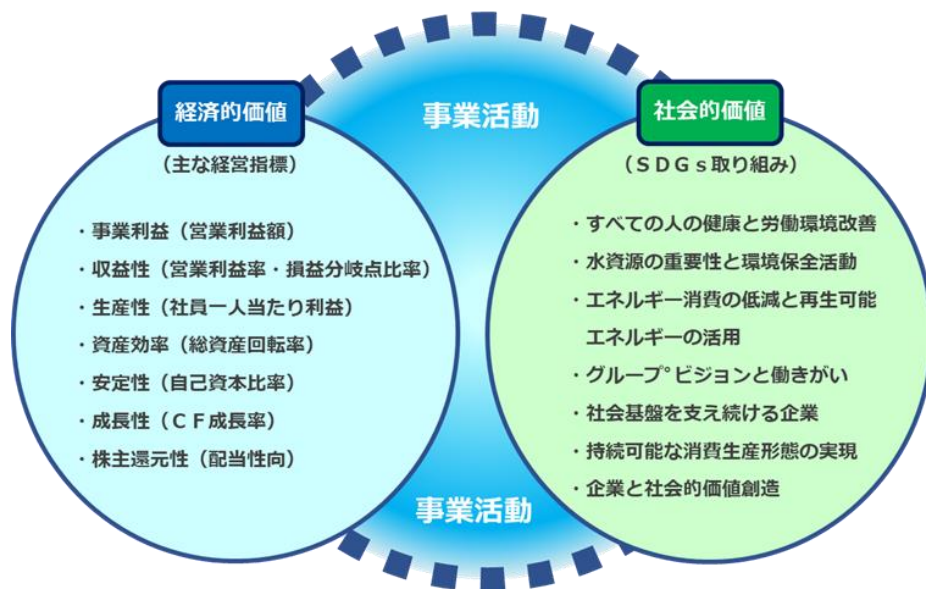 事業活動
経済的価値
（主な経営指標）
・事業利益（営業利益額）
・収益性（営業利益率・損益分岐点比率）
・生産性（社員一人当たり利益）
・資産効率（総資産回転率）
・安定性（自己資本比率）
・成長性（ＣＦ成長率）
・株主還元性（配当性向）
社会的価値
（ＳＤＧｓ取り組み）
・すべての人の健康と労働環境改善
・水資源の重要性と環境保全活動
・エネルギー消費の低減と再生可能
エネルギーの活用
・グループ°ビジョンと働きがい
・社会基盤を支え続ける企業
・持続可能な消費生産形態の実現
・企業と社会的価値創造
事業活動